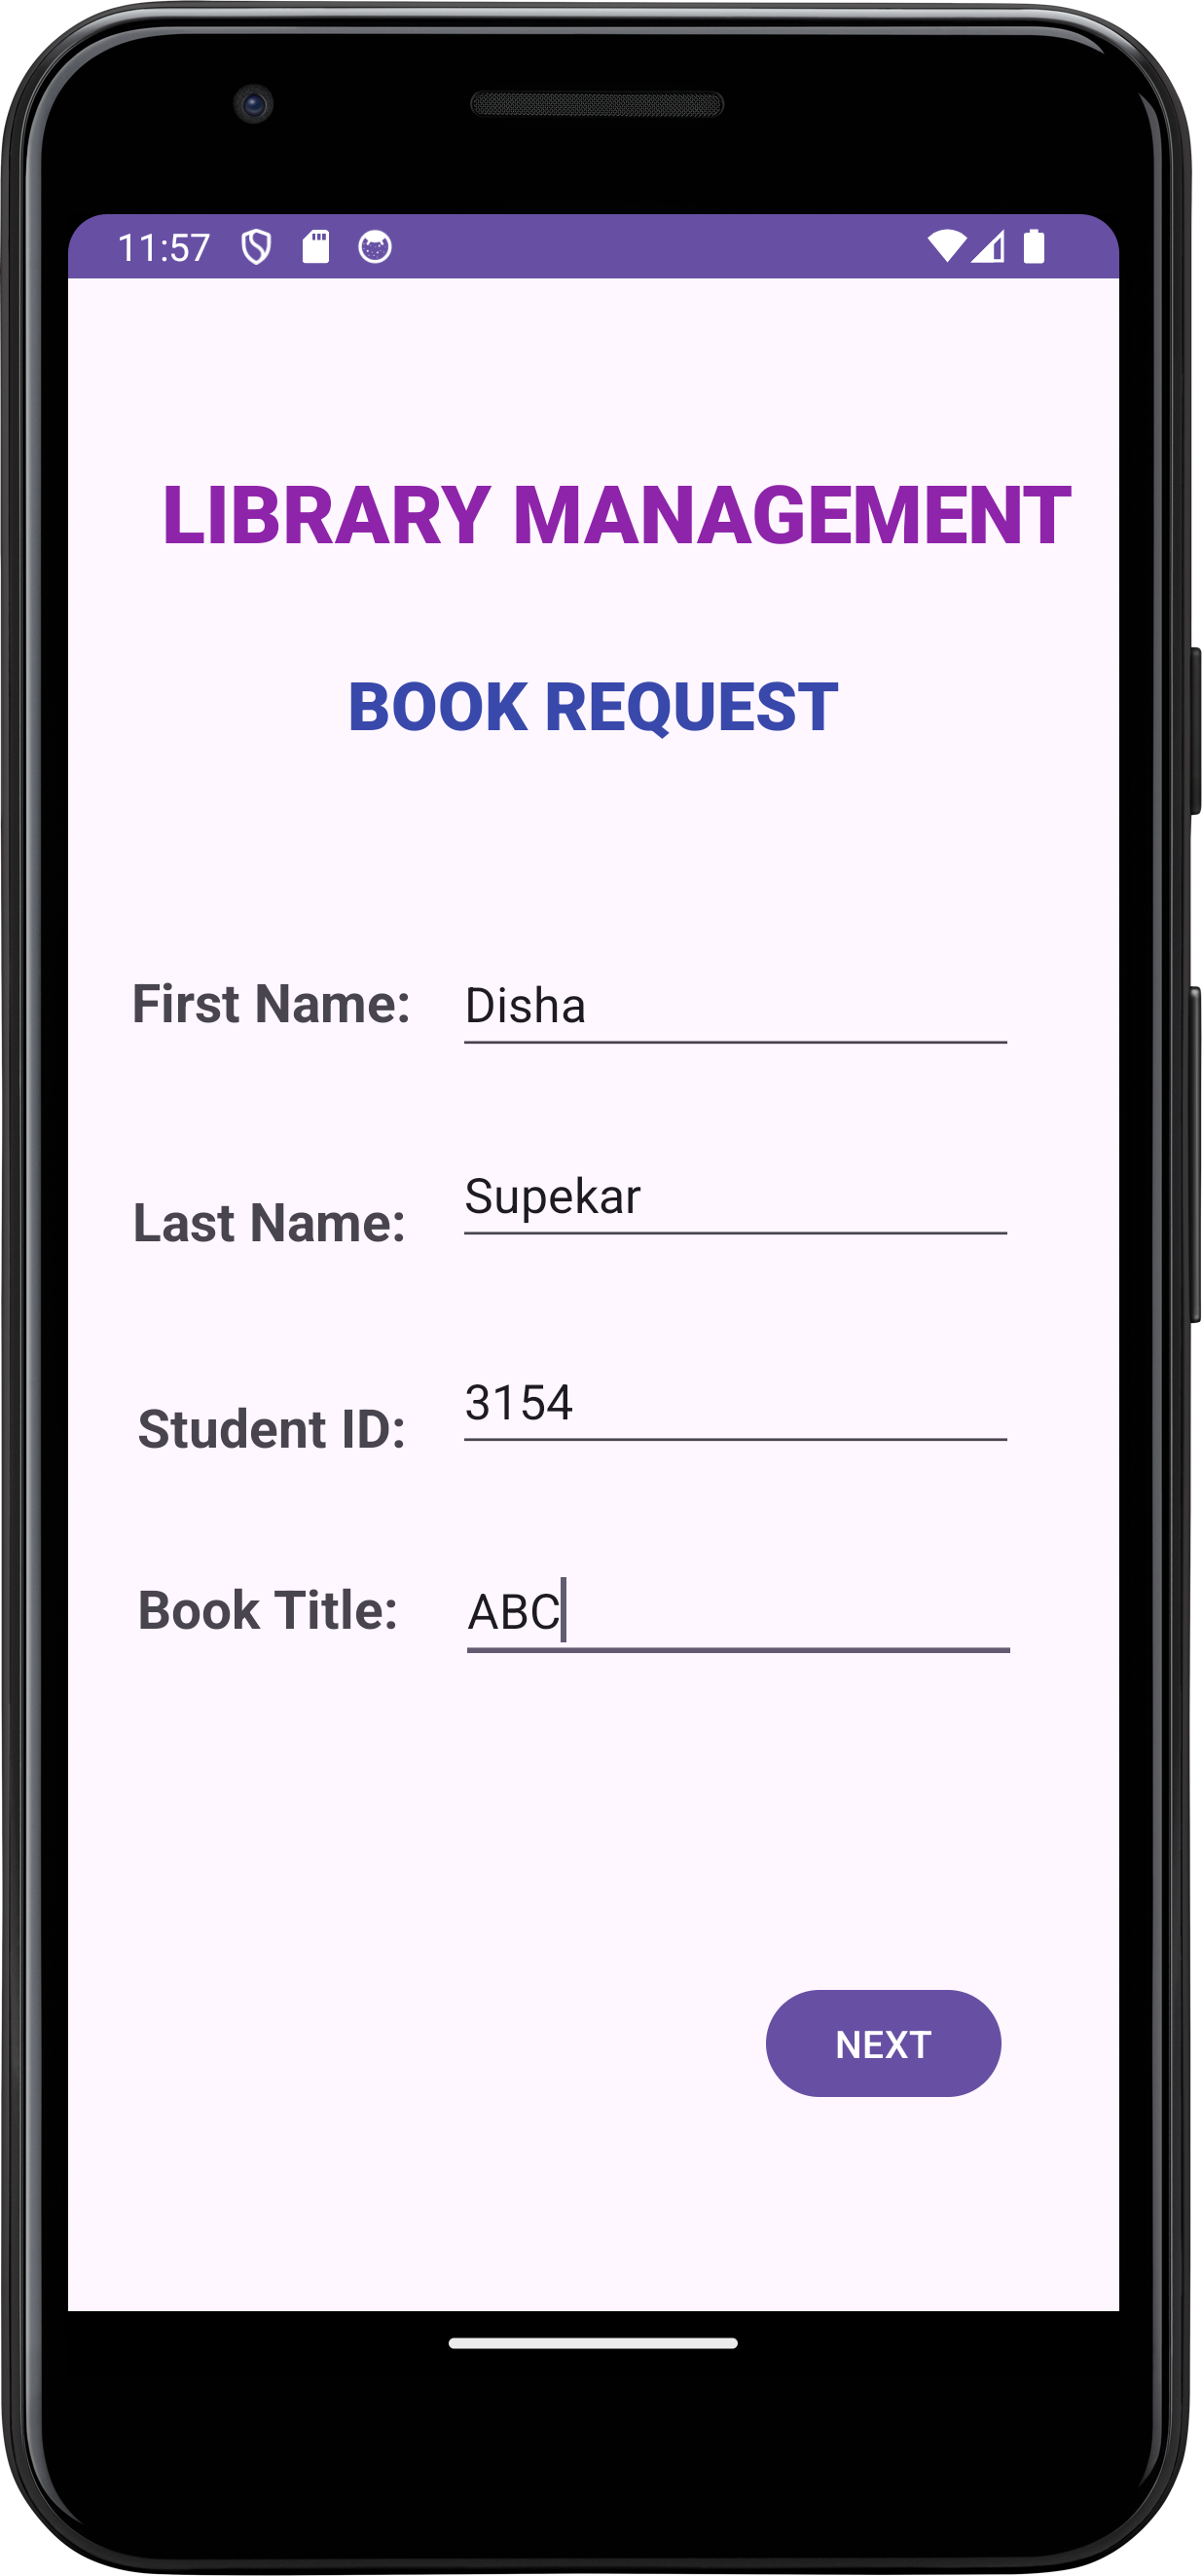 11:57
LIBRARY MANAGEMENT
BOOK REQUEST
First Name: Disha
Last Name: Supekar
Student ID: 3154
Book Title: ABC
NEXT